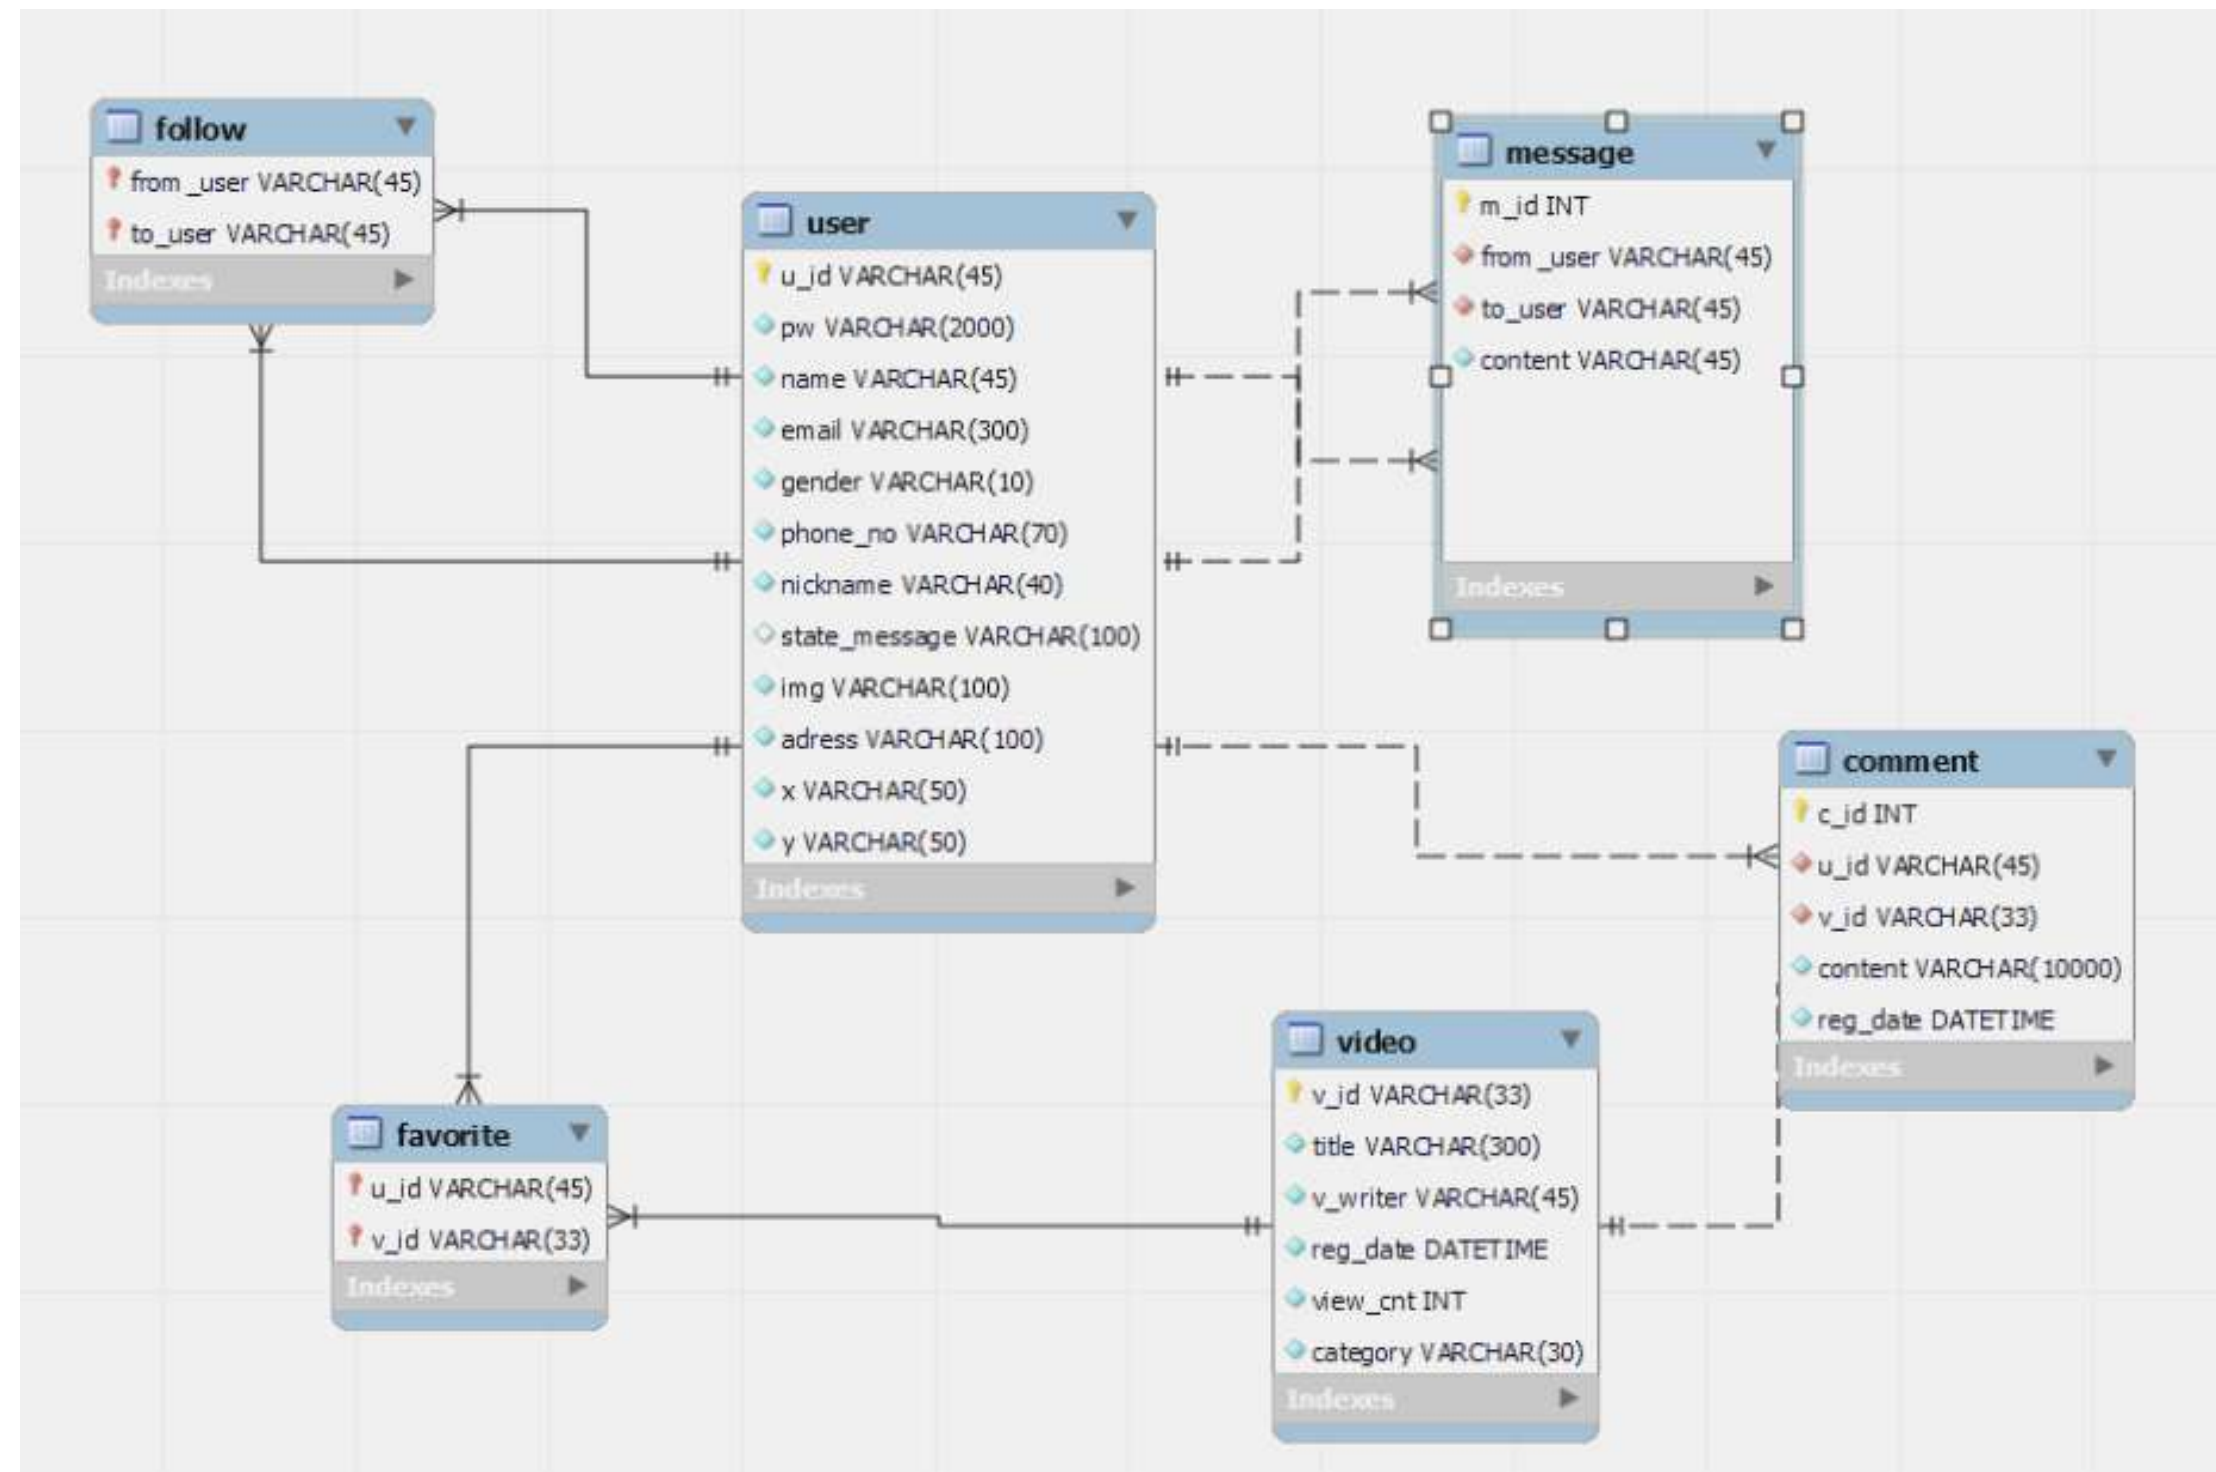 follow
from_user VARCHAR(45)
to_user VARCHAR(45)
Indexes
user
u_id VARCHAR(45)
pw VARCHAR(2000)
name VARCHAR(45)
email VARCHAR(300)
gender VARCHAR(10)
phone_no VARCHAR(70)
nickname VARCHAR(40)
state_message VARCHAR(100)
img VARCHAR(100)
adress VARCHAR(100)
x VARCHAR(50)
y VARCHAR(50)
Indexes
message
m_id INT
from_user VARCHAR(45)
to_user VARCHAR(45)
content VARCHAR(45)
Indexes
comment
c_id INT
u_id VARCHAR(45)
v_id VARCHAR(33)
content VARCHAR(10000)
reg_date DATETIME
Indexes
favorite
u_id VARCHAR(45)
v_id VARCHAR(33)
Indexes
video
v_id VARCHAR(33)
title VARCHAR(300)
v_writer VARCHAR(45)
reg_date DATETIME
view_cnt INT
category VARCHAR(30)
Indexes